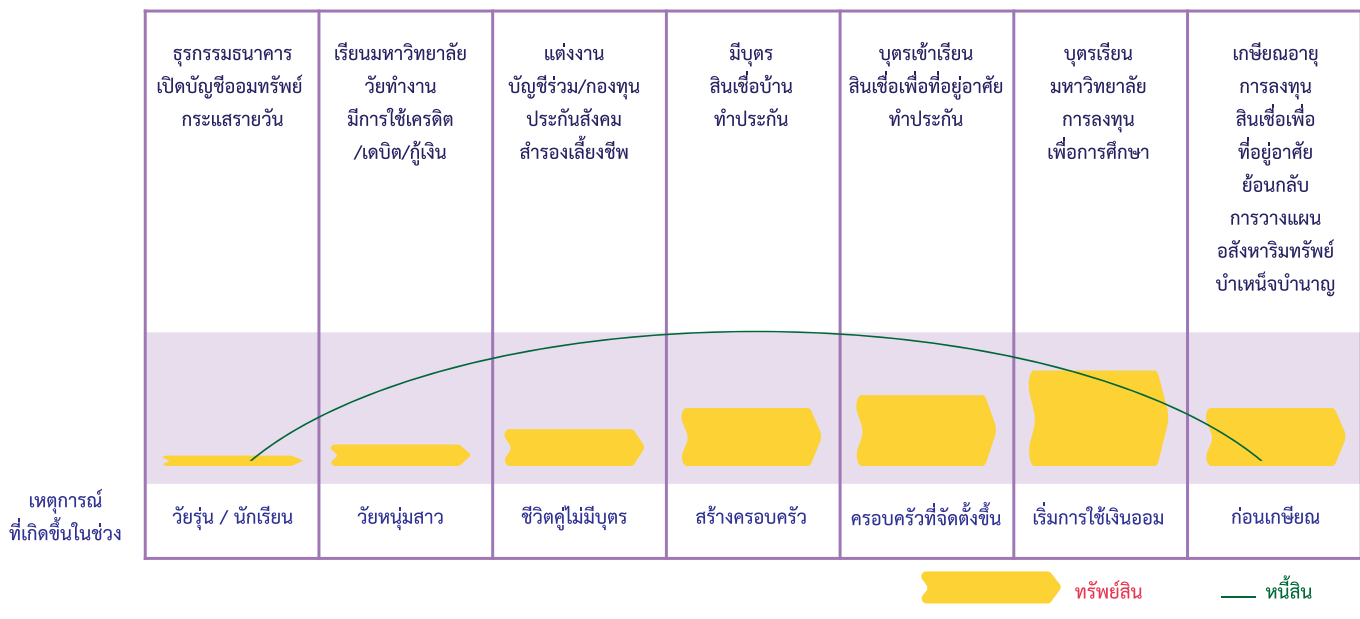 ธุรกรรมธนาคาร
เปิดบัญชีออมทรัพย์
กระแสรายวัน
เรียนมหาวิทยาลัย
วัยทำงาน
มีการใช้เครดิต
/เดบิต/กู้เงิน
แต่งงาน
บัญชีร่วม/กองทุน
ประกันสังคม
สำรองเลี้ยงชีพ
มีบุตร
สินเชื่อบ้าน
ทำประกัน
บุตรเข้าเรียน
สินเชื่อเพื่อที่อยู่อาศัย
ทำประกัน
บุตรเรียน
มหาวิทยาลัย
การลงทุน
เพื่อการศึกษา
เกษียณอายุ
การลงทุน
สินเชื่อเพื่อ
ที่อยู่อาศัย
ย้อนกลับ
การวางแผน
อสังหาริมทรัพย์
บำเหน็จบำนาญ
เหตุการณ์
ที่เกิดขึ้นในช่วง
วัยรุ่น / นักเรียน
วัยหนุ่มสาว
ชีวิตคู่ไม่มีบุตร
สร้างครอบครัว
ครอบครัวที่จัดตั้งขึ้น
เริ่มการใช้เงินออม
ก่อนเกษียณ
ทรัพย์สิน
หนี้สิน